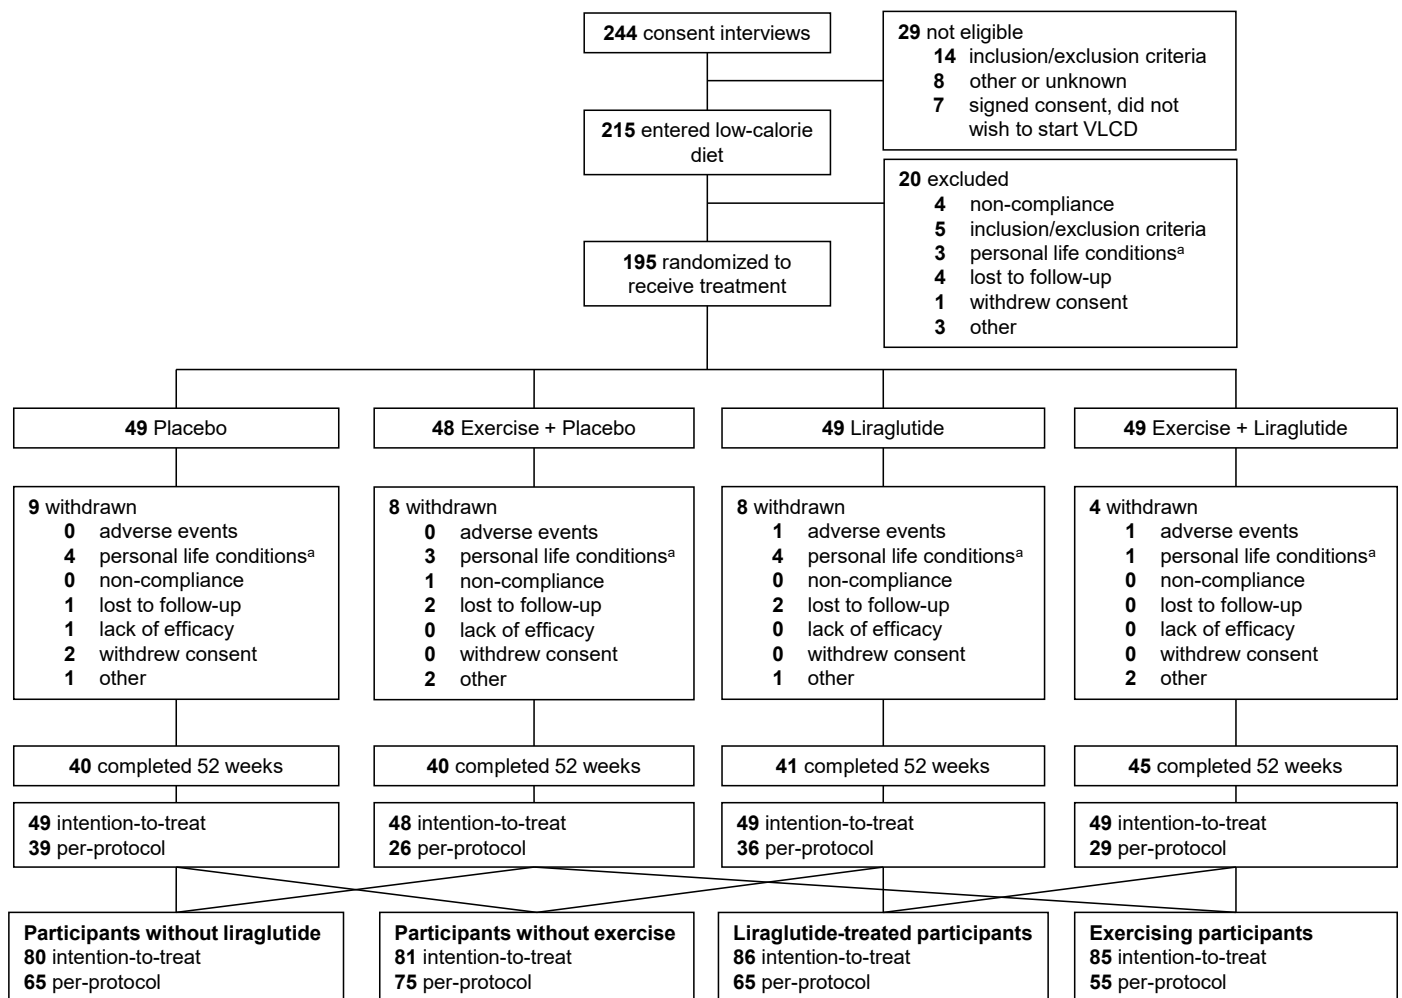 244 consent interviews
29 not eligible
14 inclusion/exclusion criteria
8 other or unknown
7 signed consent, did not
wish to start VLCD
215 entered low-calorie
diet
20 excluded
4 non-compliance
5 inclusion/exclusion criteria
3 personal life conditionsᵃ
4 lost to follow-up
1 withdrew consent
3 other
195 randomized to
receive treatment
49 Placebo
48 Exercise + Placebo
49 Liraglutide
49 Exercise + Liraglutide
9 withdrawn
0 adverse events
4 personal life conditionsᵃ
0 non-compliance
1 lost to follow-up
1 lack of efficacy
2 withdrew consent
1 other
8 withdrawn
0 adverse events
3 personal life conditionsᵃ
1 non-compliance
2 lost to follow-up
0 lack of efficacy
0 withdrew consent
2 other
8 withdrawn
1 adverse events
4 personal life conditionsᵃ
0 non-compliance
2 lost to follow-up
0 lack of efficacy
0 withdrew consent
1 other
4 withdrawn
1 adverse events
1 personal life conditionsᵃ
0 non-compliance
0 lost to follow-up
0 lack of efficacy
0 withdrew consent
2 other
40 completed 52 weeks
40 completed 52 weeks
41 completed 52 weeks
45 completed 52 weeks
49 intention-to-treat
39 per-protocol
48 intention-to-treat
26 per-protocol
49 intention-to-treat
36 per-protocol
49 intention-to-treat
29 per-protocol
Participants without liraglutide
80 intention-to-treat
65 per-protocol
Participants without exercise
81 intention-to-treat
75 per-protocol
Liraglutide-treated participants
86 intention-to-treat
65 per-protocol
Exercising participants
85 intention-to-treat
55 per-protocol